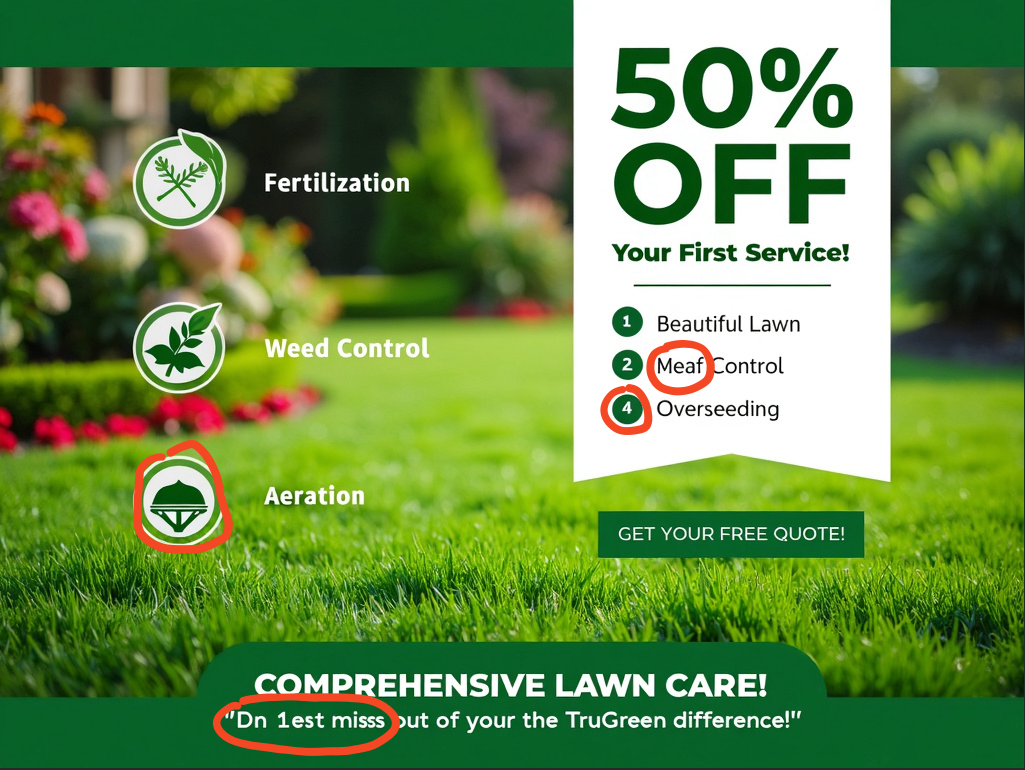 50%
OFF
Your First Service!
1 Beautiful Lawn
2 Meaf Control
4 Overseeding
GET YOUR FREE QUOTE!
Fertilization
Weed Control
Aeration
COMPREHENSIVE LAWN CARE!
"Dn 1est misss out of your the TruGreen difference!"